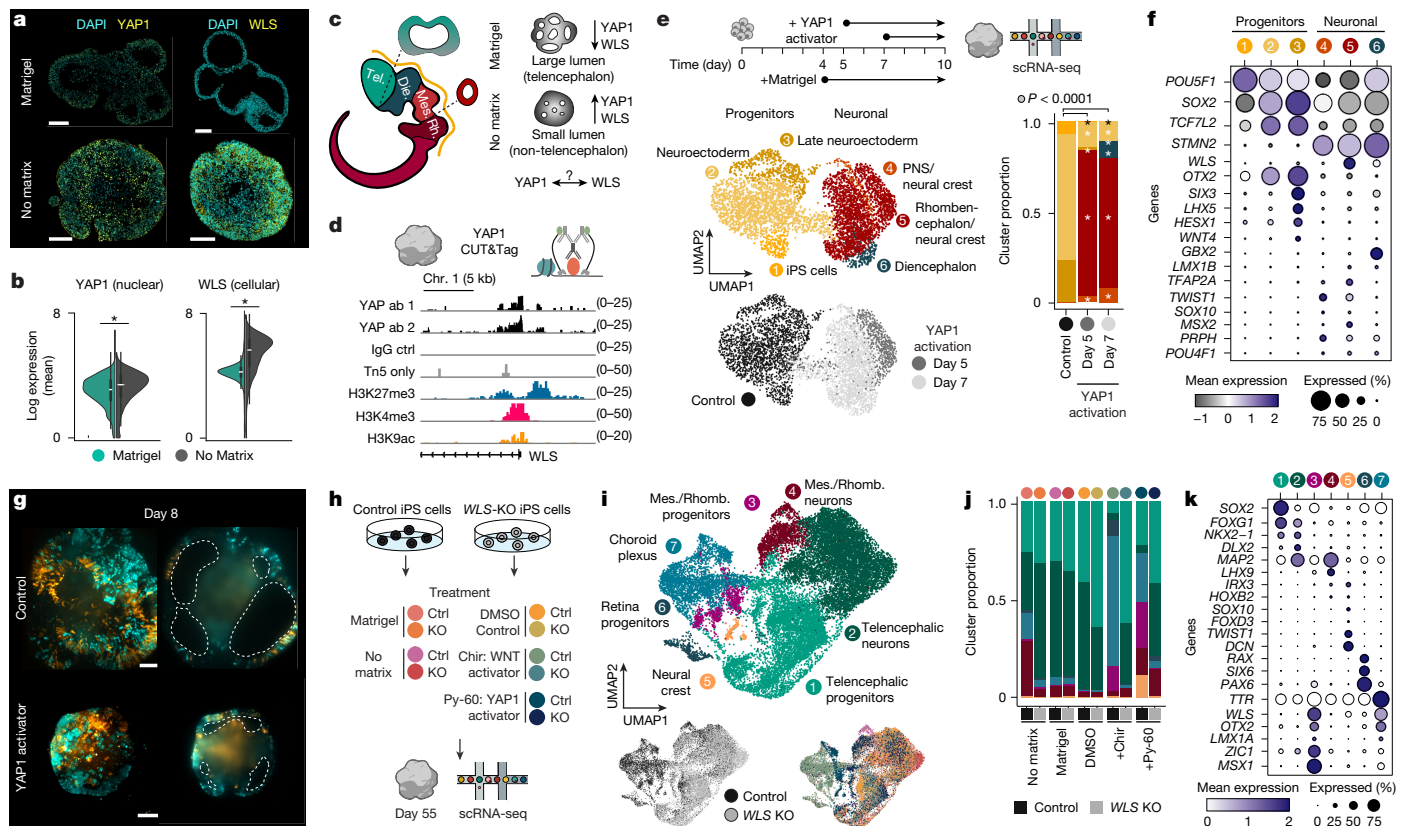 a
DAPI YAP1
DAPI WLS
Matrigel
No matrix
b
YAP1 (nuclear)
WLS (cellular)
Log expression
(mean)
8
0
8
0
*
*
Matrigel
No Matrix
c
Tel.
Die.
Mes.
Rh.
Matrigel
YAP1
WLS
Large lumen
(telencephalon)
No matrix
YAP1
WLS
Small lumen
(non-telencephalon)
YAP1 ? WLS
d
YAP1
CUT&Tag
Chr. 1 (5 kb)
YAP ab 1 (0–25)
YAP ab 2 (0–25)
IgG ctrl (0–25)
Tn5 only (0–50)
H3K27me3 (0–25)
H3K4me3 (0–50)
H3K9ac (0–20)
WLS
e
+ YAP1
activator
Time (day)
0 4 5 7 10
+Matrigel
scRNA-seq
Progenitors Neuronal
3 Late neuroectoderm
Neuroectoderm
2
4 PNS/
neural crest
5
Rhomben-
cephalon/
neural crest
6 Diencephalon
1 iPS cells
UMAP2
UMAP1
YAP1
activation
Day 5
Day 7
Control
P < 0.0001
Cluster proportion
1.0
0.5
0
* * *
* * *
* *
* *
Control
Day 5
Day 7
YAP1
activation
f
Progenitors Neuronal
1 2 3 4 5 6
Genes
POU5F1
SOX2
TCF7L2
STMN2
WLS
OTX2
SIX3
LHX5
HESX1
WNT4
GBX2
LMX1B
TFAP2A
TWIST1
SOX10
MSX2
PRPH
POU4F1
Mean expression
−1 0 1 2
Expressed (%)
75 50 25 0
g
Day 8
Control
YAP1 activator
h
Control iPS cells
WLS-KO iPS cells
Treatment
Matrigel Ctrl
KO
DMSO
Control Ctrl
KO
No
matrix Ctrl
KO
Chir: WNT
activator Ctrl
KO
Py-60: YAP1
activator Ctrl
KO
Day 55
scRNA-seq
i
Mes./Rhomb.
progenitors
3
4 Mes./Rhomb.
neurons
Choroid
plexus
7
Retina
progenitors
6
Neural
crest
5
2 Telencephalic
neurons
1 Telencephalic
progenitors
UMAP2
UMAP1
Control
WLS KO
j
Cluster proportion
1.0
0.5
0
No matrix
Matrigel
DMSO
+Chir
+Py-60
Control WLS KO
k
1 2 3 4 5 6 7
Genes
SOX2
FOXG1
NKX2−1
DLX2
MAP2
LHX9
IRX3
HOXB2
SOX10
FOXD3
TWIST1
DCN
RAX
SIX6
PAX6
TTR
WLS
OTX2
LMX1A
ZIC1
MSX1
Mean expression
0 1 2
Expressed (%)
0 25 50 75